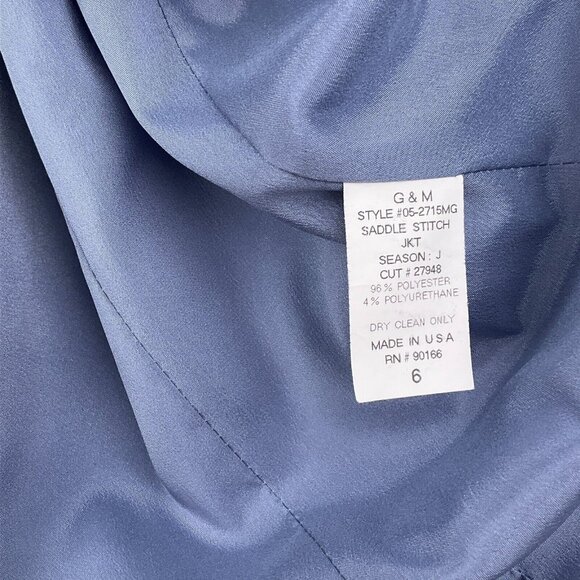 G & M
STYLE #05-2715MG
SADDLE STITCH
JKT
SEASON : J
CUT # 27948
96 % POLYESTER
4 % POLYURETHANE
DRY CLEAN ONLY
MADE IN U S A
RN # 90166
6